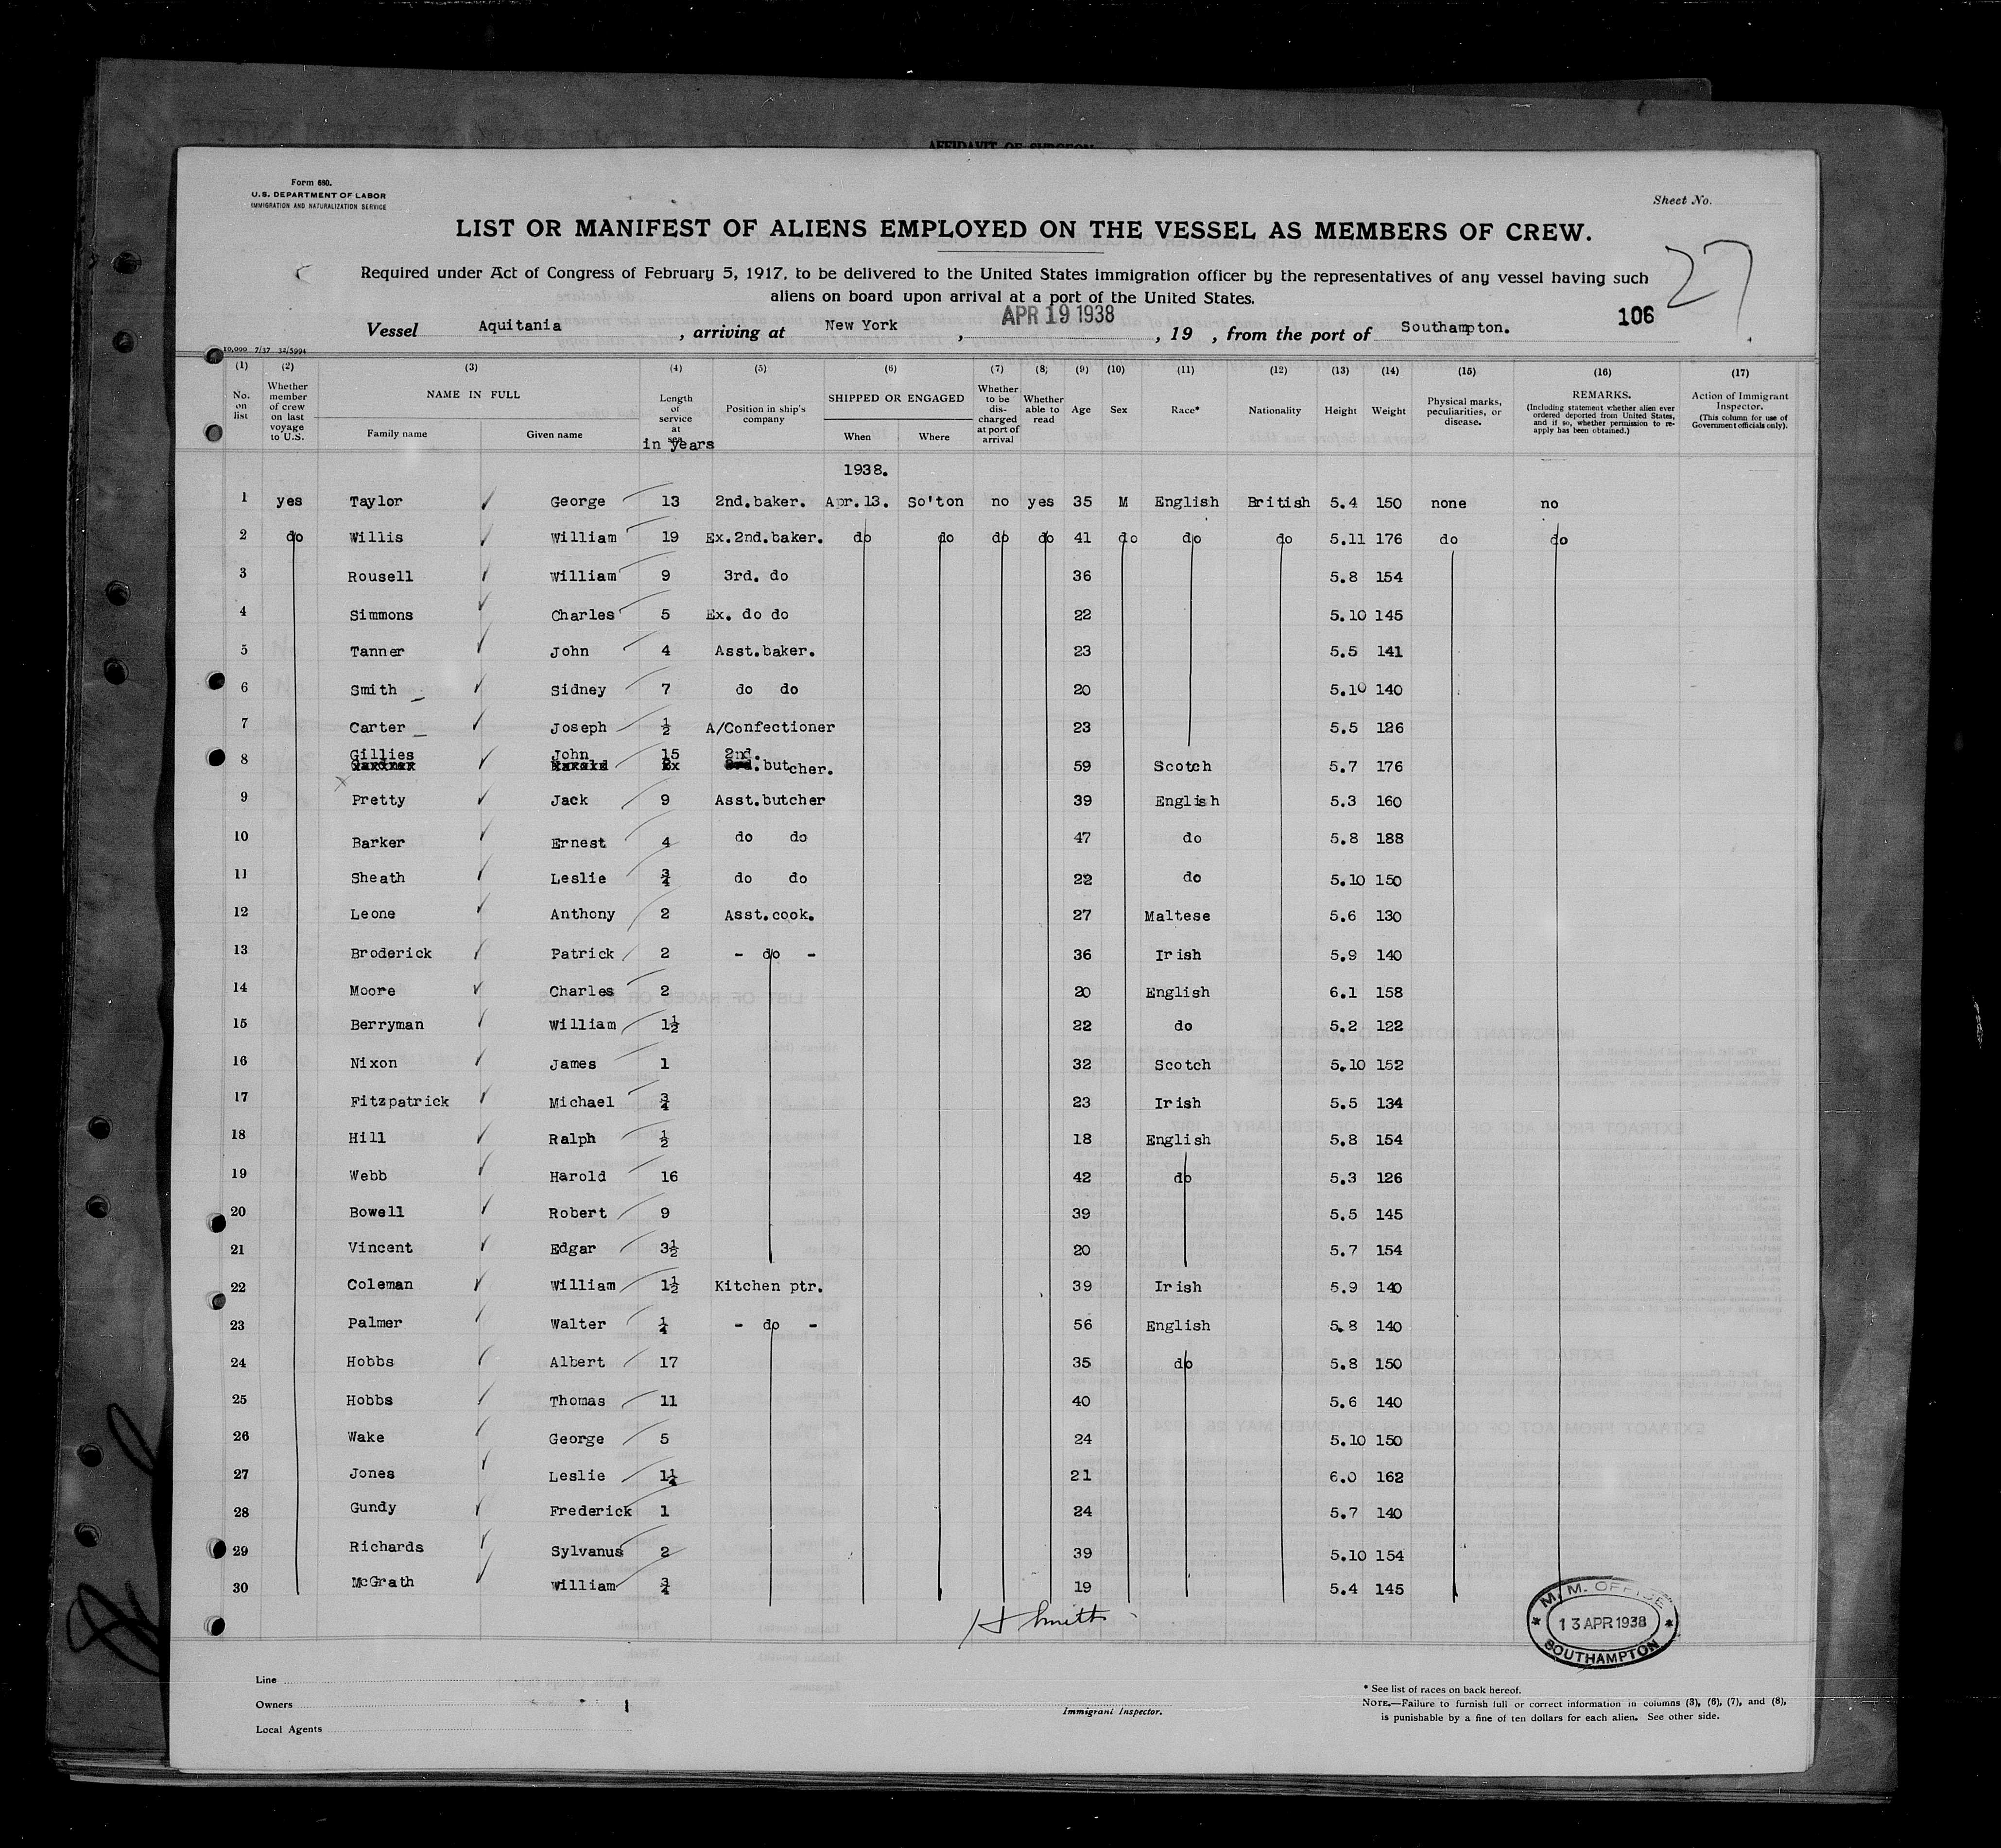 AFFIDAVIT OF SURGEON
Form 680.
U.S. DEPARTMENT OF LABOR
IMMIGRATION AND NATURALIZATION SERVICE
Sheet No.
LIST OR MANIFEST OF ALIENS EMPLOYED ON THE VESSEL AS MEMBERS OF CREW.
27
Required under Act of Congress of February 5, 1917, to be delivered to the United States immigration officer by the representatives of any vessel having such
aliens on board upon arrival at a port of the United States.
Vessel Aquitania , arriving at New York , APR 19 1938 , 19 , from the port of Southampton. 106
10,000 7/37 32/5994
(1) (2) (3) (4) (5) (6) (7) (8) (9) (10) (11) (12) (13) (14) (15) (16) (17)
No. on list Whether member of crew on last voyage to U.S. NAME IN FULL Family name Given name Length of service at in years Position in ship's company SHIPPED OR ENGAGED When Where Whether to be discharged at port of arrival Whether able to read Age Sex Race* Nationality Height Weight Physical marks, peculiarities, or disease. REMARKS. (Including statement whether alien ever ordered deported from United States, and if so, whether permission to reapply has been obtained.) Action of Immigrant Inspector. (This column for use of Government officials only).
1938.
1 yes Taylor George 13 2nd.baker. Apr.13. So'ton no yes 35 M English British 5.4 150 none no
2 do Willis William 19 Ex.2nd.baker. do do do do 41 do do do 5.11 176 do do
3 Rousell William 9 3rd. do 36 5.8 154
4 Simmons Charles 5 Ex. do do 22 5.10 145
5 Tanner John 4 Asst.baker. 23 5.5 141
6 Smith Sidney 7 do do 20 5.10 140
7 Carter Joseph ½ A/Confectioner 23 5.5 126
8 Gillies John 15 2nd. butcher. 59 Scotch 5.7 176
9 Pretty Jack 9 Asst.butcher 39 English 5.3 160
10 Barker Ernest 4 do do 47 do 5.8 188
11 Sheath Leslie ¾ do do 22 do 5.10 150
12 Leone Anthony 2 Asst.cook. 27 Maltese 5.6 130
13 Broderick Patrick 2 - do - 36 Irish 5.9 140
14 Moore Charles 2 20 English 6.1 158
15 Berryman William 1½ 22 do 5.2 122
16 Nixon James 1 32 Scotch 5.10 152
17 Fitzpatrick Michael ¾ 23 Irish 5.5 134
18 Hill Ralph ½ 18 English 5.8 154
19 Webb Harold 16 42 do 5.3 126
20 Bowell Robert 9 39 5.5 145
21 Vincent Edgar 3½ 20 5.7 154
22 Coleman William 1½ Kitchen ptr. 39 Irish 5.9 140
23 Palmer Walter ¼ - do - 56 English 5.8 140
24 Hobbs Albert 17 35 do 5.8 150
25 Hobbs Thomas 11 40 5.6 140
26 Wake George 5 24 5.10 150
27 Jones Leslie 1¼ 21 6.0 162
28 Gundy Frederick 1 24 5.7 140
29 Richards Sylvanus 2 39 5.10 154
30 McGrath William ¾ 19 5.4 145
H Smith
M. M. OFFICE
13 APR 1938
SOUTHAMPTON
Line
Owners
Local Agents
Immigrant Inspector.
* See list of races on back hereof.
NOTE.—Failure to furnish full or correct information in columns (3), (6), (7), and (8),
is punishable by a fine of ten dollars for each alien. See other side.